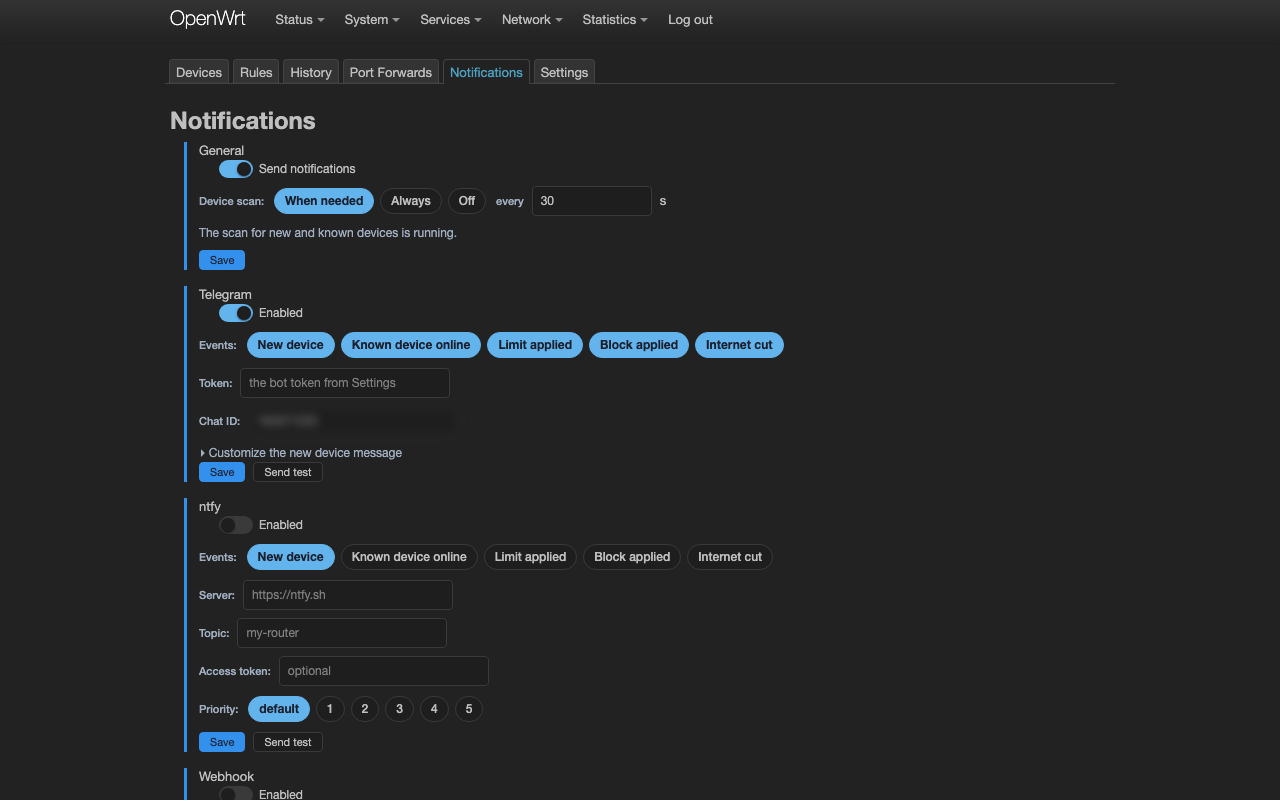 OpenWrt Status System Services Network Statistics Log out
Devices Rules History Port Forwards Notifications Settings
Notifications
General
Send notifications
Device scan: When needed Always Off every 30 s
The scan for new and known devices is running.
Save
Telegram
Enabled
Events: New device Known device online Limit applied Block applied Internet cut
Token: the bot token from Settings
Chat ID:
Customize the new device message
Save Send test
ntfy
Enabled
Events: New device Known device online Limit applied Block applied Internet cut
Server: https://ntfy.sh
Topic: my-router
Access token: optional
Priority: default 1 2 3 4 5
Save Send test
Webhook
Enabled